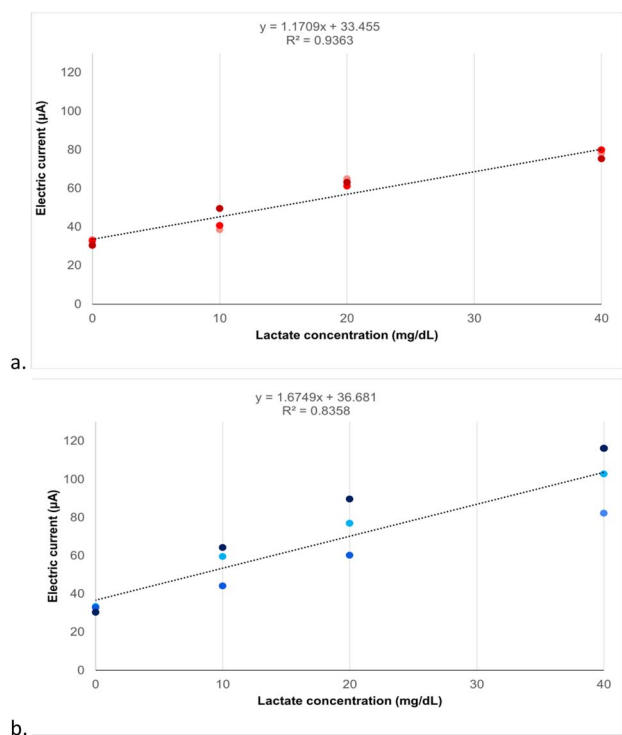 y = 1.1709x + 33.455
R² = 0.9363
120
100
80
60
40
20
0
Electric current (µA)
0 10 20 30 40
Lactate concentration (mg/dL)
a.
y = 1.6749x + 36.681
R² = 0.8358
120
100
80
60
40
20
0
Electric current (µA)
0 10 20 30 40
Lactate concentration (mg/dL)
b.